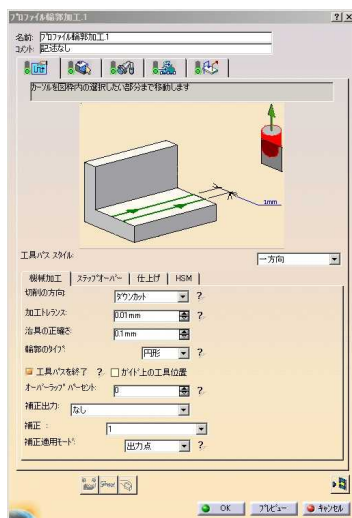 プロファイル輪郭加工.1
? X
名前: プロファイル輪郭加工.1
コメント: 記述なし
カーソルを図枠内の選択したい部分まで移動します
1mm
工具パス スタイル: 一方向
機械加工 ステップオーバー 仕上げ HSM
切削の方向: ダウンカット ?
加工トレランス: 0.01mm ?
治具の正確さ: 0.1mm ?
輪郭のタイプ: 円形 ?
工具パスを終了 ? ガイド上の工具位置
オーバーラップ パーセント: 0 ?
補正出力: なし
補正 : 1
補正適用モード: 出力点 ?
OK プレビュー キャンセル